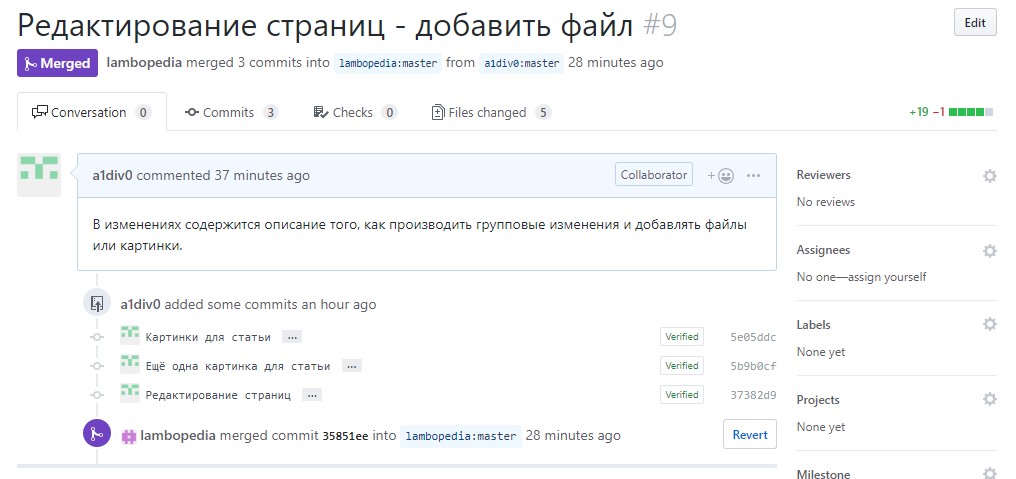 Редактирование страниц - добавить файл #9
Edit
Merged lambopedia merged 3 commits into lambopedia:master from a1div0:master 28 minutes ago
Conversation 0 Commits 3 Checks 0 Files changed 5 +19 −1
a1div0 commented 37 minutes ago Collaborator + ...
В изменениях содержится описание того, как производить групповые изменения и добавлять файлы
или картинки.
a1div0 added some commits an hour ago
Картинки для статьи ... Verified 5e05ddc
Ещё одна картинка для статьи ... Verified 5b9b0cf
Редактирование страниц ... Verified 37382d9
lambopedia merged commit 35851ee into lambopedia:master 28 minutes ago Revert
Reviewers
No reviews
Assignees
No one—assign yourself
Labels
None yet
Projects
None yet
Milestone